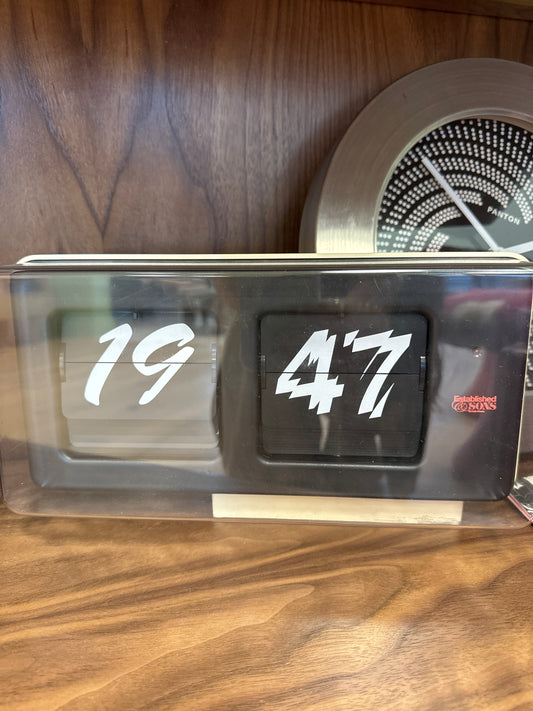 PANTON
19 47
Established
& SONS